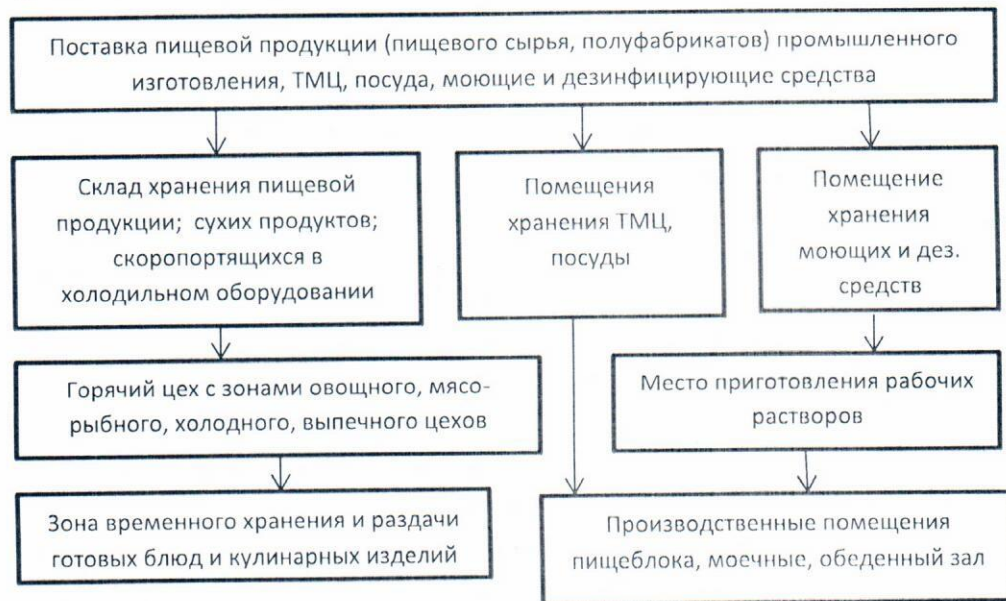 Поставка пищевой продукции (пищевого сырья, полуфабрикатов) промышленного
изготовления, ТМЦ, посуда, моющие и дезинфицирующие средства
Склад хранения пищевой
продукции; сухих продуктов;
скоропортящихся в
холодильном оборудовании
Помещения
хранения ТМЦ,
посуды
Помещение
хранения
моющих и дез.
средств
Горячий цех с зонами овощного, мясо-
рыбного, холодного, выпечного цехов
Место приготовления рабочих
растворов
Зона временного хранения и раздачи
готовых блюд и кулинарных изделий
Производственные помещения
пищеблока, моечные, обеденный зал